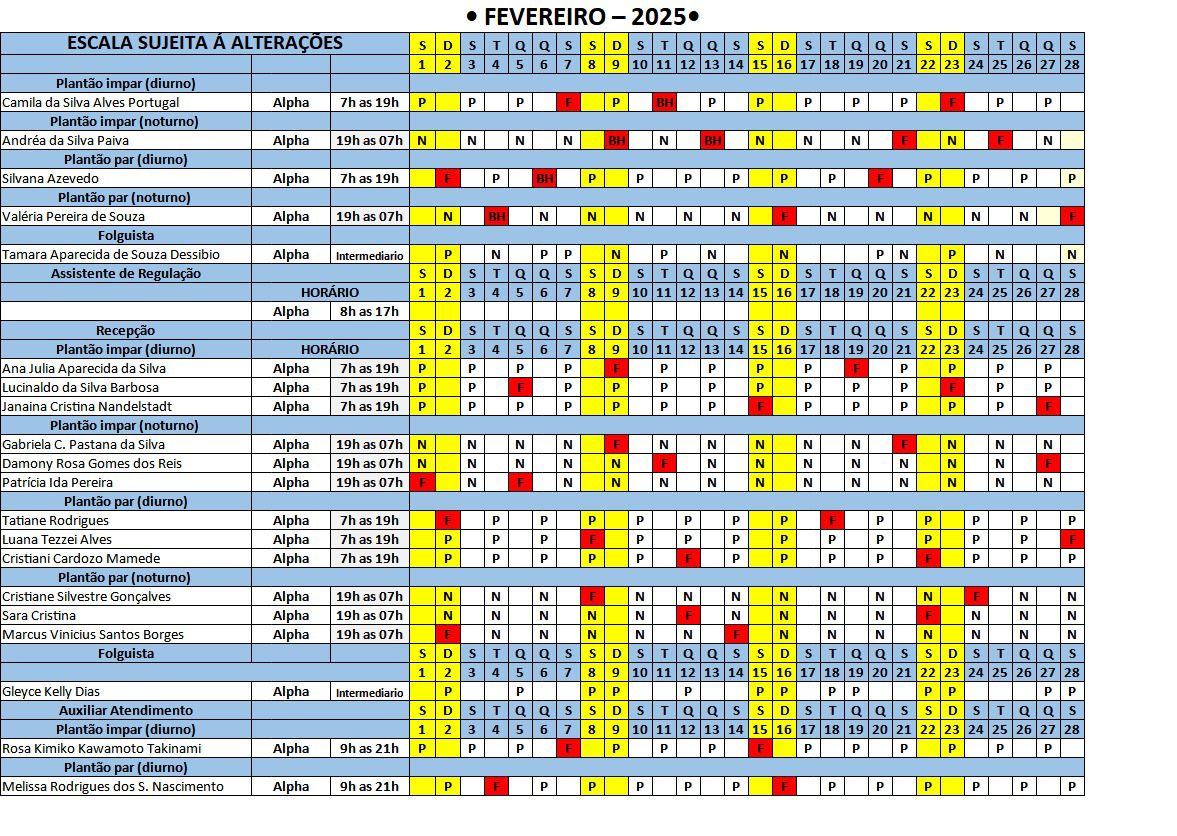 • FEVEREIRO – 2025•
ESCALA SUJEITA Á ALTERAÇÕES S D S T Q Q S S D S T Q Q S S D S T Q Q S S D S T Q Q S
1 2 3 4 5 6 7 8 9 10 11 12 13 14 15 16 17 18 19 20 21 22 23 24 25 26 27 28
Plantão impar (diurno)
Camila da Silva Alves Portugal Alpha 7h as 19h P P P F P BH P P P P P F P P
Plantão impar (noturno)
Andréa da Silva Paiva Alpha 19h as 07h N N N N BH N BH N N N F N F N
Plantão par (diurno)
Silvana Azevedo Alpha 7h as 19h F P BH P P P P P P F P P P P
Plantão par (noturno)
Valéria Pereira de Souza Alpha 19h as 07h N BH N N N N N F N N N N N F
Folguista
Tamara Aparecida de Souza Dessibio Alpha Intermediario P N P P N P N N P N P N N
Assistente de Regulação S D S T Q Q S S D S T Q Q S S D S T Q Q S S D S T Q Q S
HORÁRIO 1 2 3 4 5 6 7 8 9 10 11 12 13 14 15 16 17 18 19 20 21 22 23 24 25 26 27 28
Alpha 8h as 17h
Recepção S D S T Q Q S S D S T Q Q S S D S T Q Q S S D S T Q Q S
Plantão impar (diurno) HORÁRIO 1 2 3 4 5 6 7 8 9 10 11 12 13 14 15 16 17 18 19 20 21 22 23 24 25 26 27 28
Ana Julia Aparecida da Silva Alpha 7h as 19h P P P P F P P P P F P P P P
Lucinaldo da Silva Barbosa Alpha 7h as 19h P P F P P P P P P P P F P P
Janaina Cristina Nandelstadt Alpha 7h as 19h P P P P P P P F P P P P P F
Plantão impar (noturno)
Gabriela C. Pastana da Silva Alpha 19h as 07h N N N N F N N N N N F N N N
Damony Rosa Gomes dos Reis Alpha 19h as 07h N N N N N F N N N N N N N F
Patrícia Ida Pereira Alpha 19h as 07h F N F N N N N N N N N N N N
Plantão par (diurno)
Tatiane Rodrigues Alpha 7h as 19h F P P P P P P P F P P P P P
Luana Tezzei Alves Alpha 7h as 19h P P P F P P P P P P P P P F
Cristiani Cardozo Mamede Alpha 7h as 19h P P P P P F P P P P F P P P
Plantão par (noturno)
Cristiane Silvestre Gonçalves Alpha 19h as 07h N N N F N N N N N N N F N N
Sara Cristina Alpha 19h as 07h N N N N N F N N N N F N N N
Marcus Vinicius Santos Borges Alpha 19h as 07h F N N N N N F N N N N N N N
Folguista S D S T Q Q S S D S T Q Q S S D S T Q Q S S D S T Q Q S
1 2 3 4 5 6 7 8 9 10 11 12 13 14 15 16 17 18 19 20 21 22 23 24 25 26 27 28
Gleyce Kelly Dias Alpha Intermediario P P P P P P P P P P P P P
Auxiliar Atendimento S D S T Q Q S S D S T Q Q S S D S T Q Q S S D S T Q Q S
Plantão impar (diurno) 1 2 3 4 5 6 7 8 9 10 11 12 13 14 15 16 17 18 19 20 21 22 23 24 25 26 27 28
Rosa Kimiko Kawamoto Takinami Alpha 9h as 21h P P P F P P P F P P P P P P
Plantão par (diurno)
Melissa Rodrigues dos S. Nascimento Alpha 9h as 21h P F P P P P P F P P P P P P